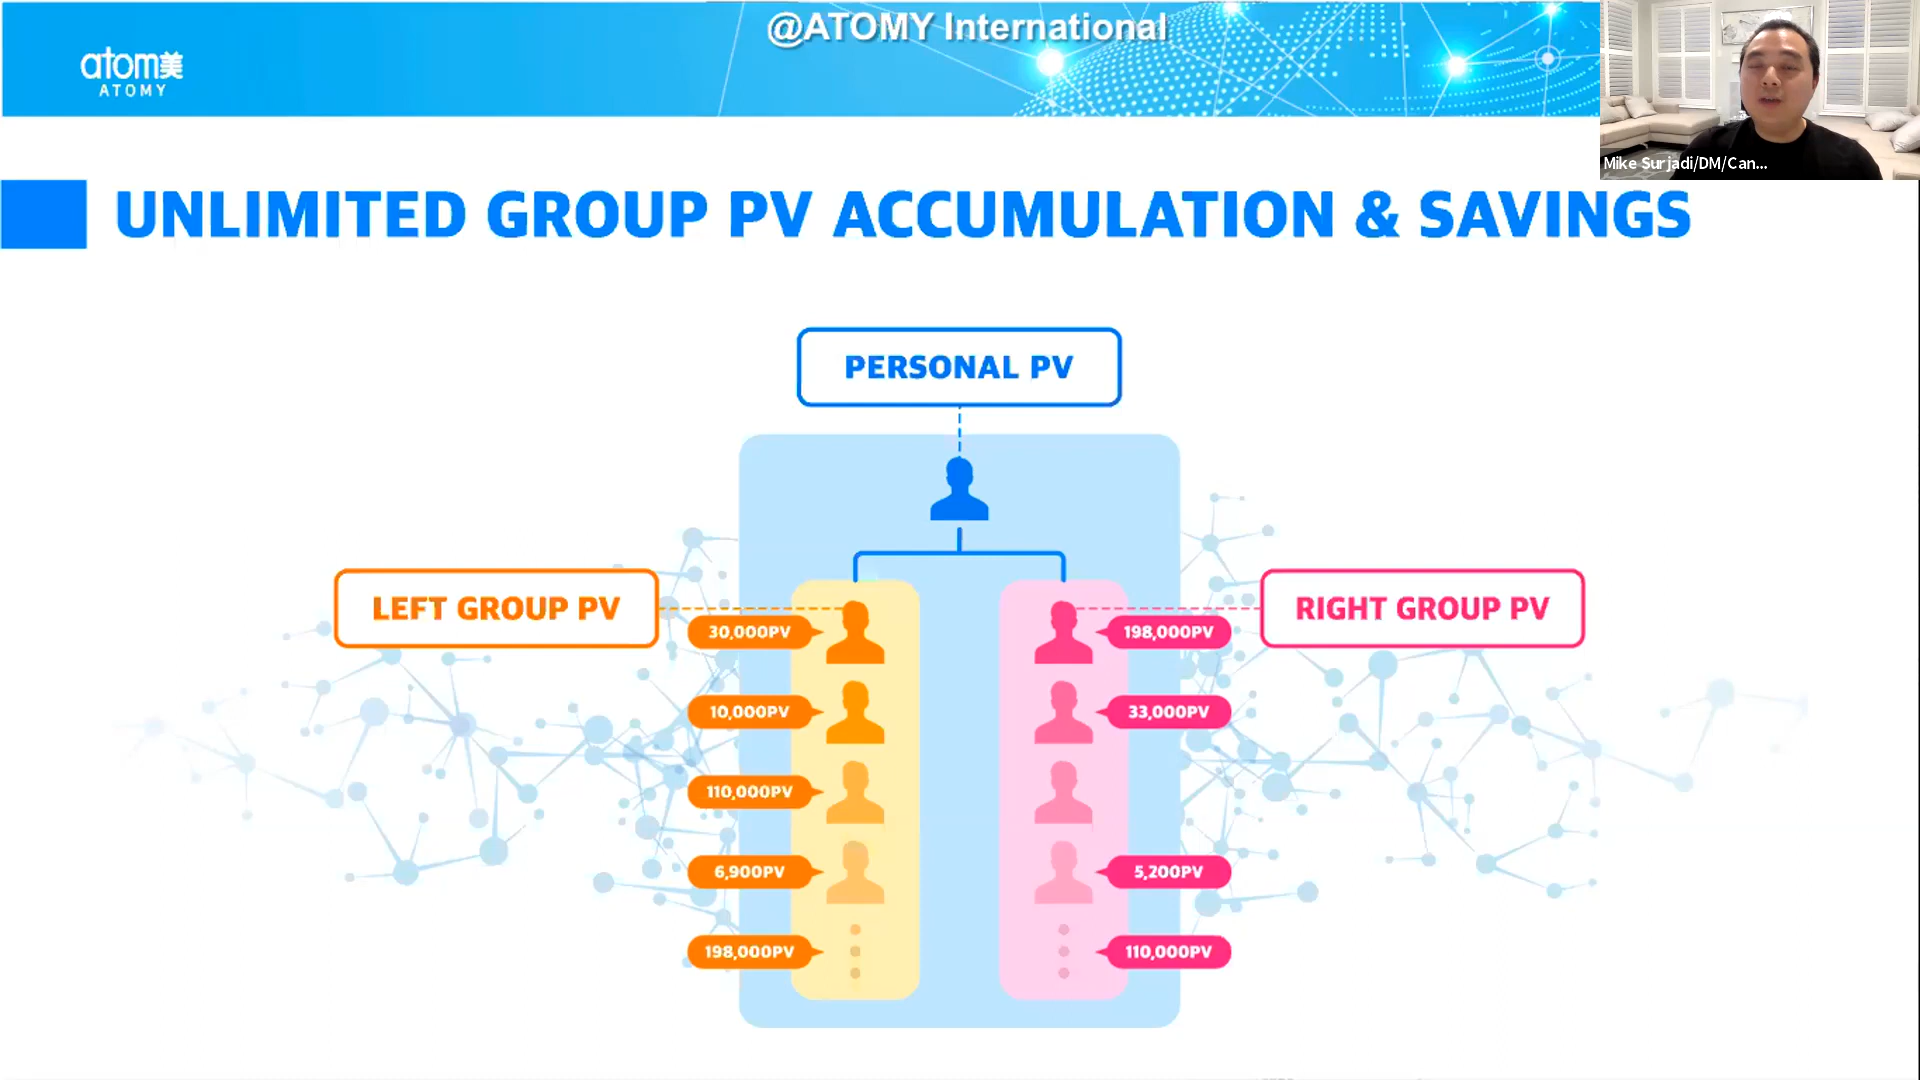 @ATOMY International
atom美
ATOMY
Mike Surjadi/DM/Can...
UNLIMITED GROUP PV ACCUMULATION & SAVINGS
PERSONAL PV
LEFT GROUP PV
RIGHT GROUP PV
30,000PV
198,000PV
10,000PV
33,000PV
110,000PV
6,900PV
5,200PV
198,000PV
110,000PV